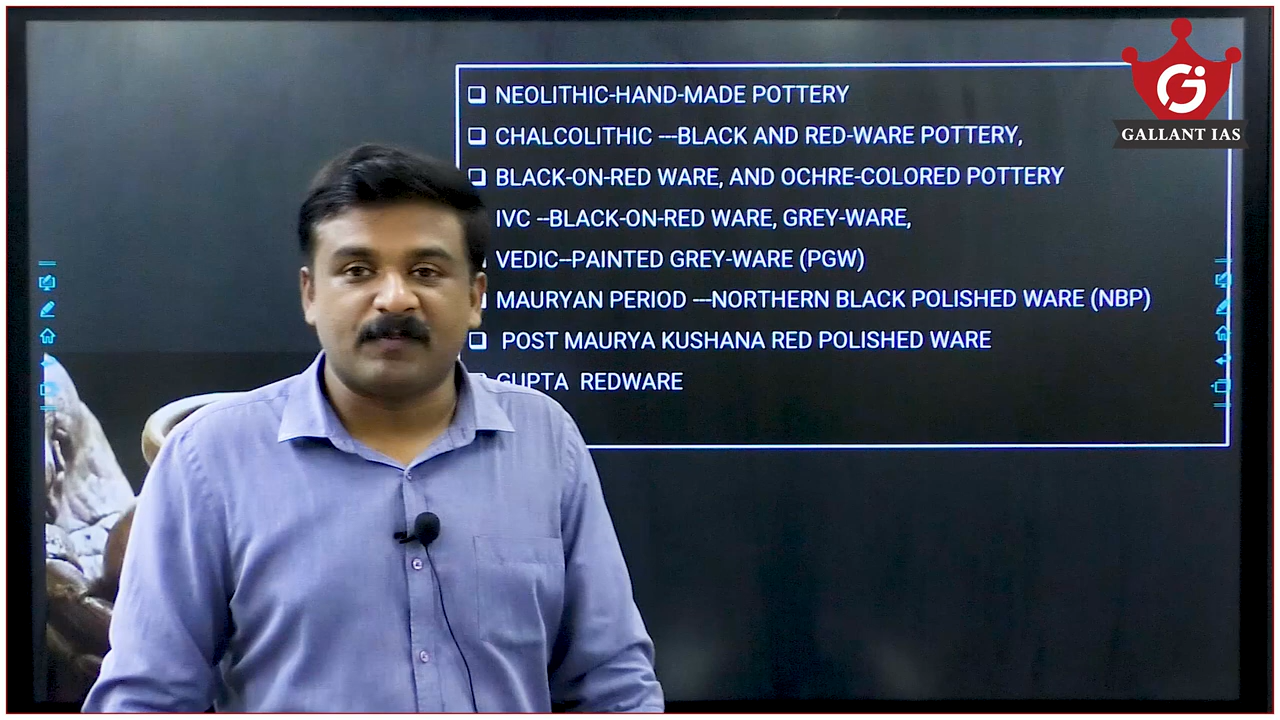 NEOLITHIC-HAND-MADE POTTERY
CHALCOLITHIC ---BLACK AND RED-WARE POTTERY,
BLACK-ON-RED WARE, AND OCHRE-COLORED POTTERY
IVC --BLACK-ON-RED WARE, GREY-WARE,
VEDIC--PAINTED GREY-WARE (PGW)
MAURYAN PERIOD ---NORTHERN BLACK POLISHED WARE (NBP)
POST MAURYA KUSHANA RED POLISHED WARE
GUPTA REDWARE
GALLANT IAS